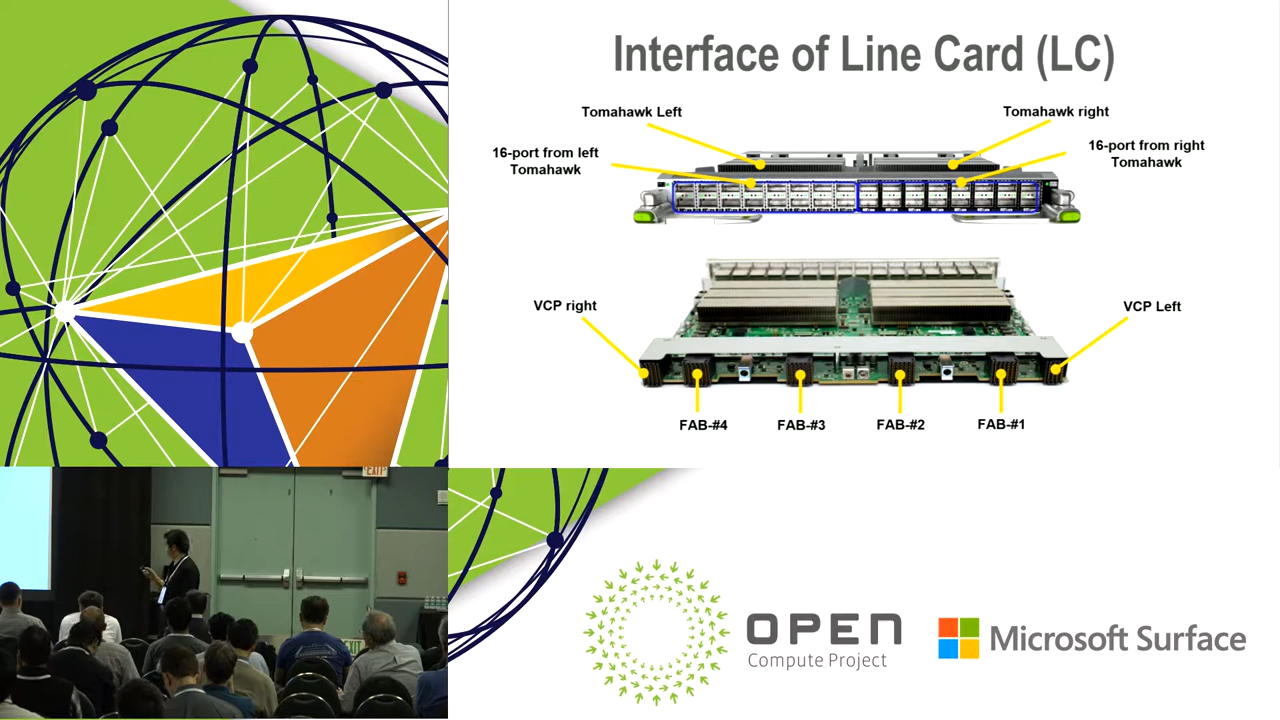 Interface of Line Card (LC)
Tomahawk Left
Tomahawk right
16-port from left
Tomahawk
16-port from right
Tomahawk
VCP right
VCP Left
FAB-#4
FAB-#3
FAB-#2
FAB-#1
EXIT
OPEN
Compute Project
Microsoft Surface